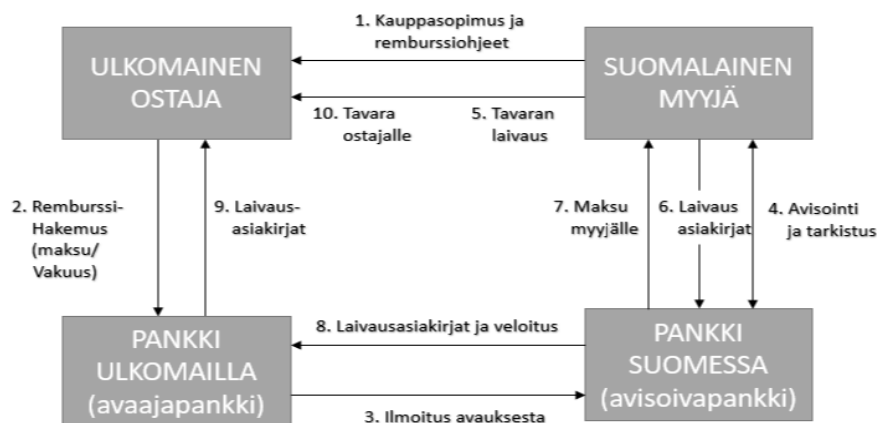 1. Kauppasopimus ja
remburssiohjeet
ULKOMAINEN
OSTAJA
SUOMALAINEN
MYYJÄ
10. Tavara
ostajalle
5. Tavaran
laivaus
2. Remburssi-
Hakemus
(maksu/
Vakuus)
9. Laivaus-
asiakirjat
7. Maksu
myyjälle
6. Laivaus
asiakirjat
4. Avisointi
ja tarkistus
8. Laivausasiakirjat ja veloitus
PANKKI
ULKOMAILLA
(avaajapankki)
PANKKI
SUOMESSA
(avisoivapankki)
3. Ilmoitus avauksesta